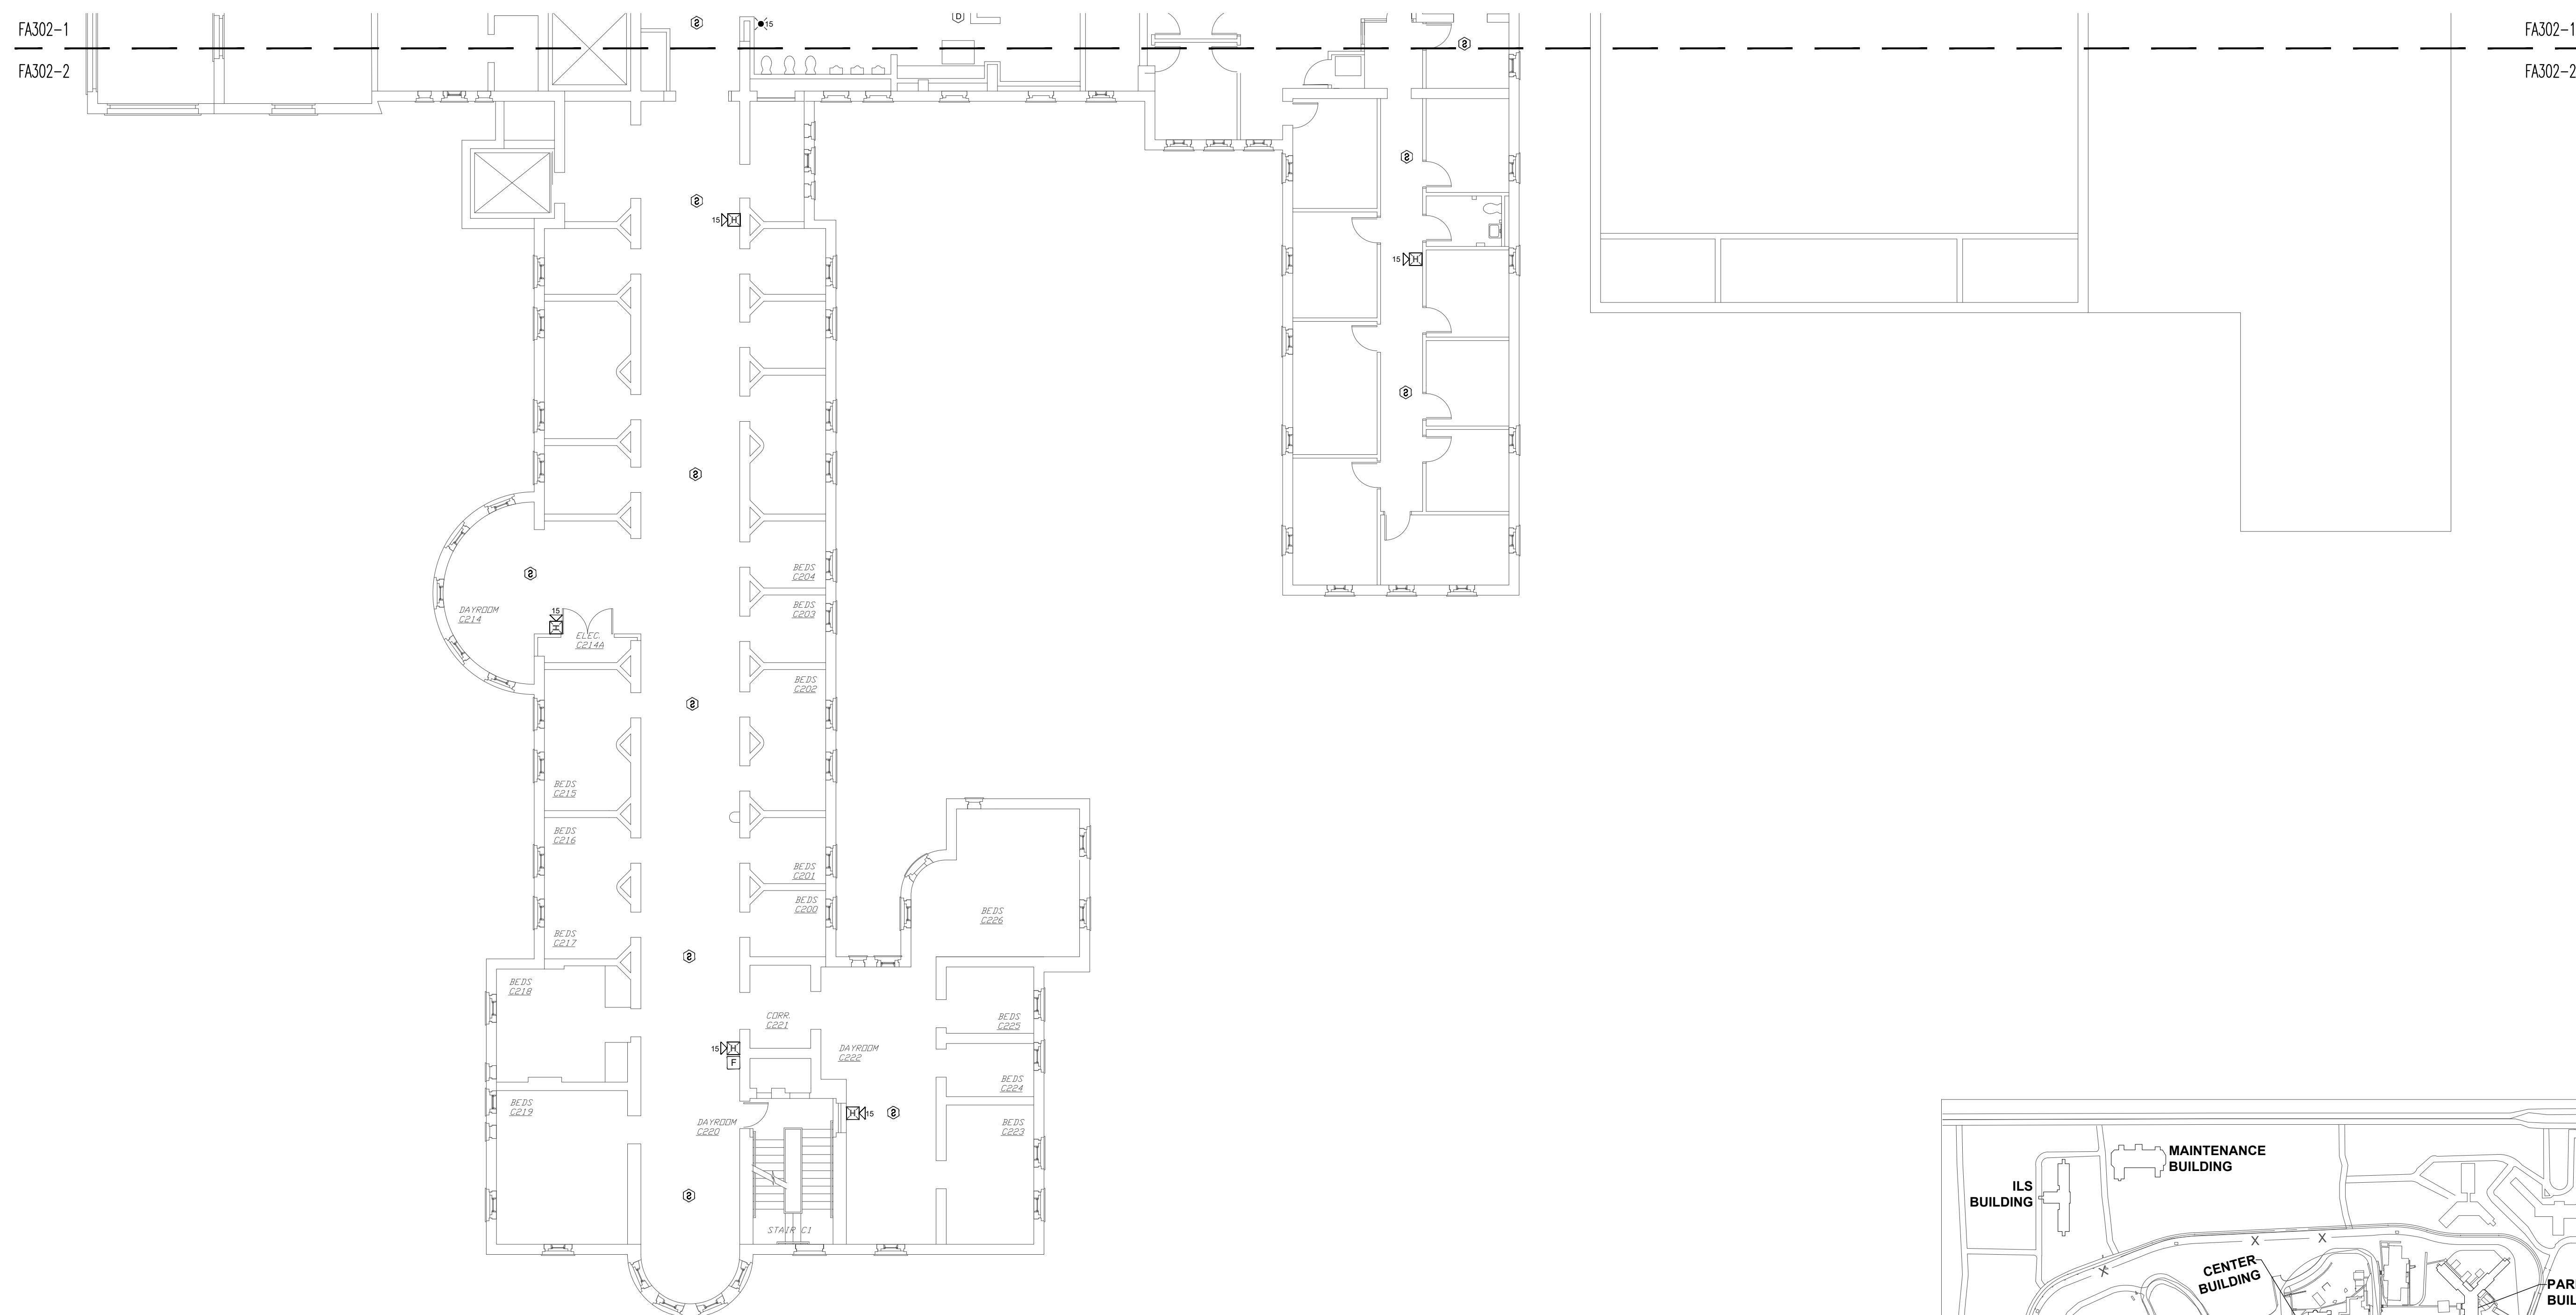 FA302-1
FA302-1
FA302-2
FA302-2
S
15
D
S
S
S
15 H
15 H
S
S
S
BEDS
C204
BEDS
C203
DAYROOM
C214
15
H
ELEC.
C214A
BEDS
C202
S
BEDS
C215
BEDS
C216
BEDS
C201
BEDS
C200
BEDS
C226
BEDS
C217
S
BEDS
C218
CORR.
C221
BEDS
C225
15 H
F
DAYROOM
C222
BEDS
C224
BEDS
C219
H 15
S
DAYROOM
C220
BEDS
C223
S
STAIR C1
MAINTENANCE
BUILDING
ILS
BUILDING
X
X
X
CENTER
BUILDING
PAR
BUIL